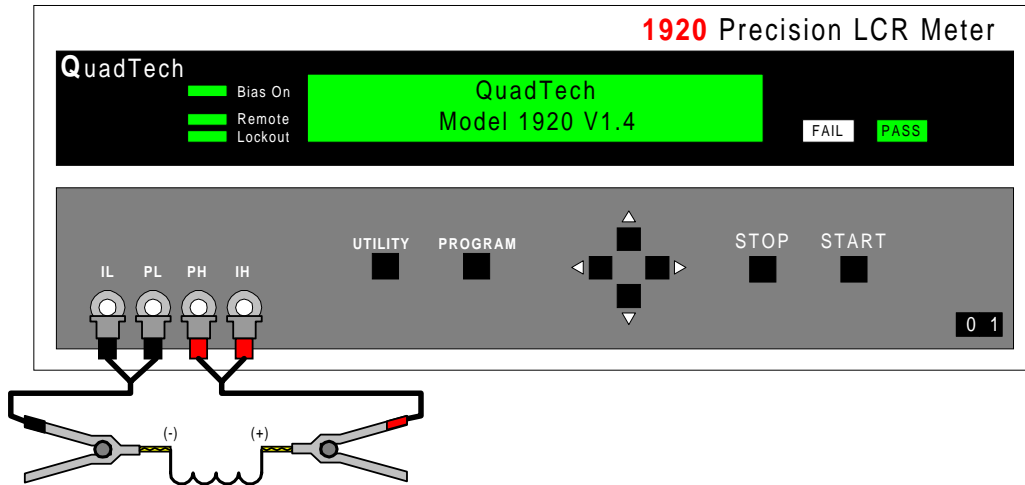 1920 Precision LCR Meter
QuadTech
Bias On
Remote
Lockout
QuadTech
Model 1920 V1.4
FAIL PASS
UTILITY PROGRAM
STOP START
IL PL PH IH
0 1
(-) (+)